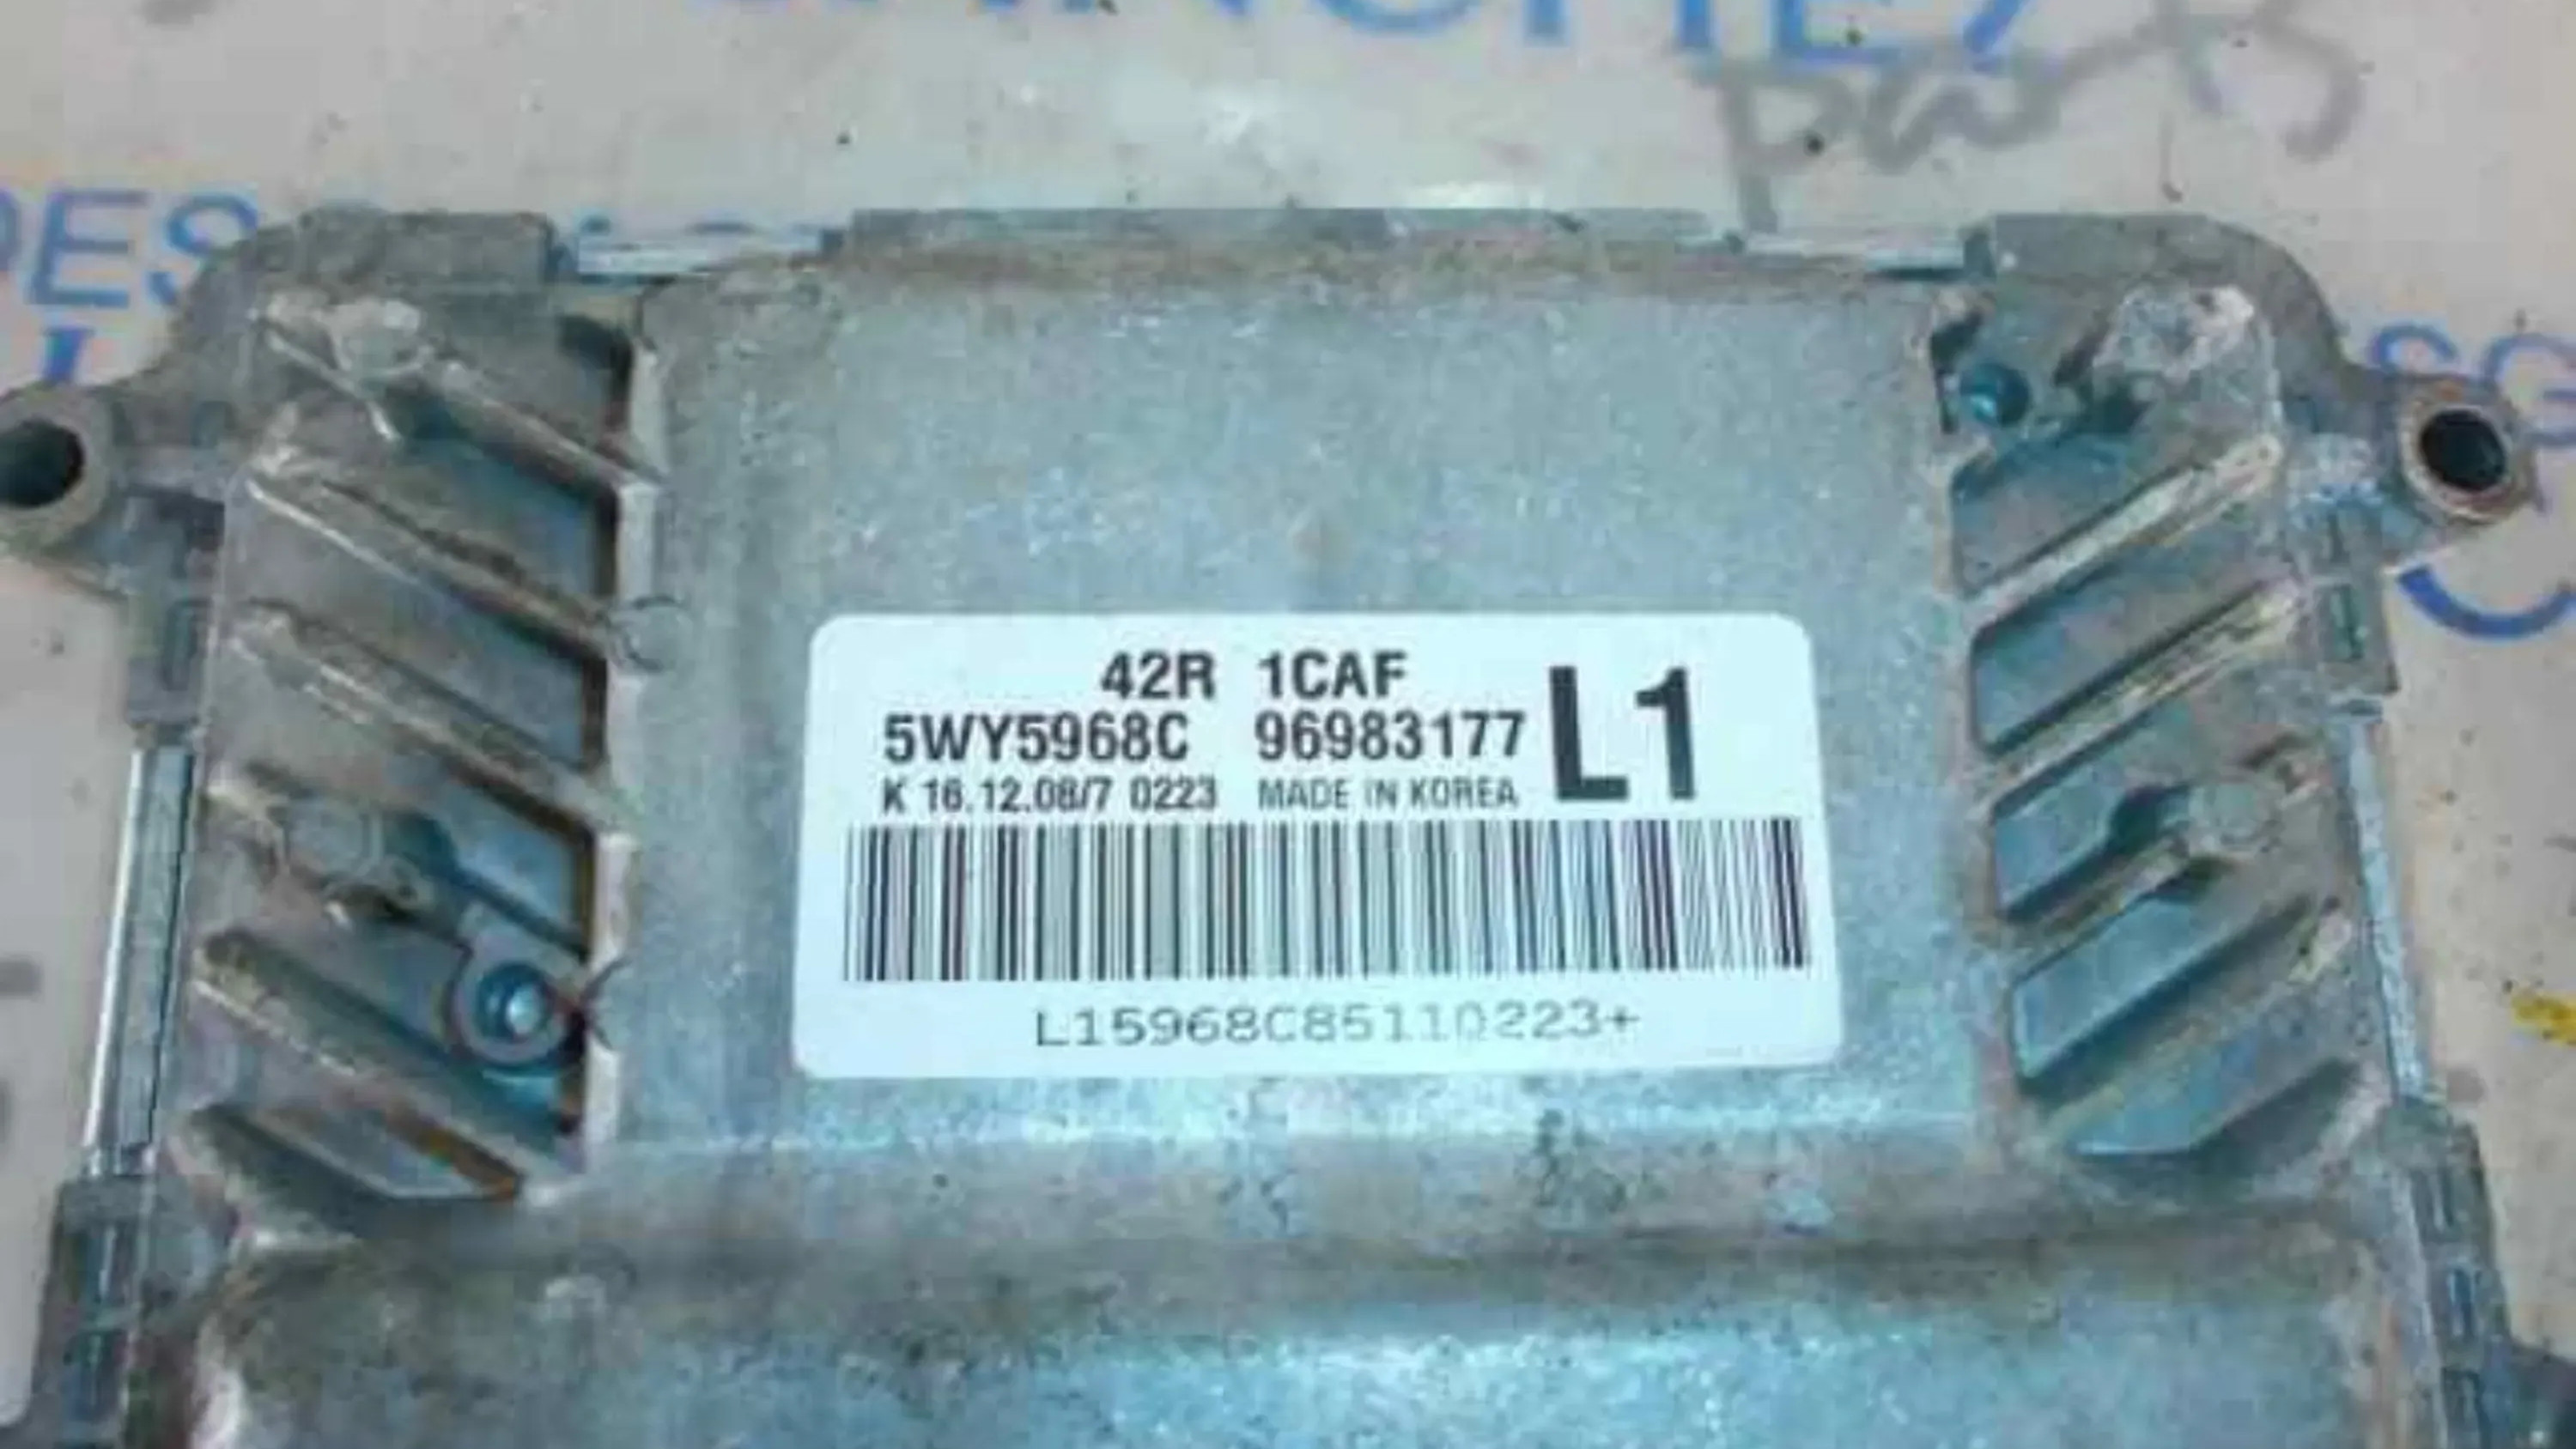 42R 1CAF
5WY5968C 96983177 L1
K 16.12.08/7 0223 MADE IN KOREA
L15968C85110223+